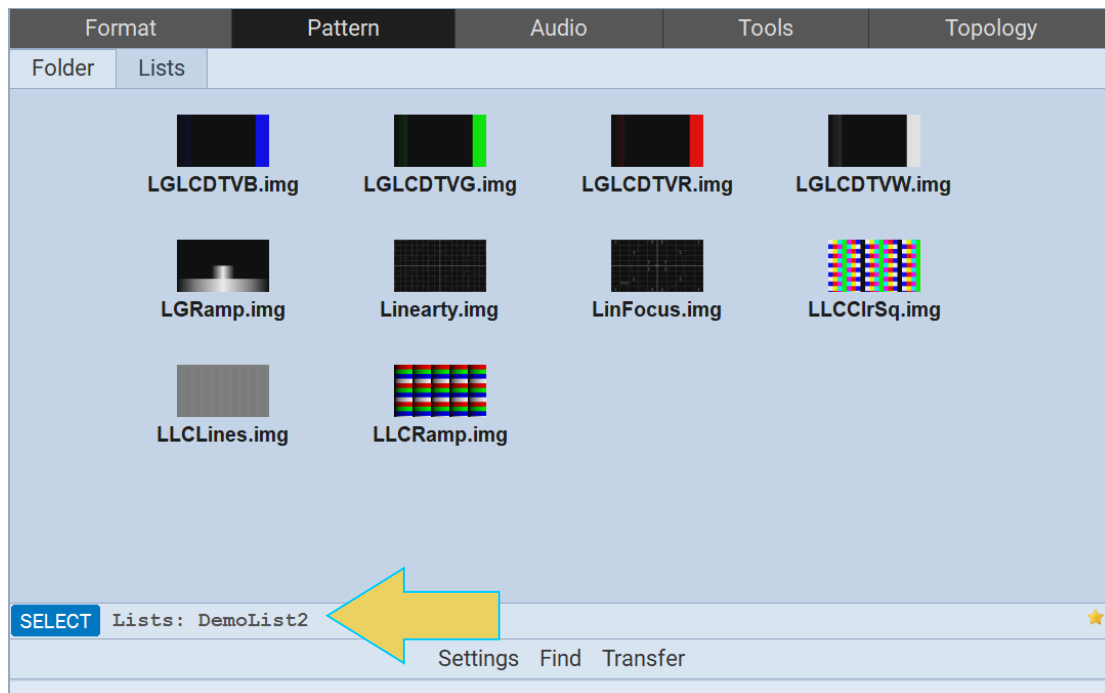 Format Pattern Audio Tools Topology
Folder Lists
LGLCDTVB.img LGLCDTVG.img LGLCDTVR.img LGLCDTVW.img
LGRamp.img Linearty.img LinFocus.img LLCClrSq.img
LLCLines.img LLCRamp.img
SELECT Lists: DemoList2
Settings Find Transfer